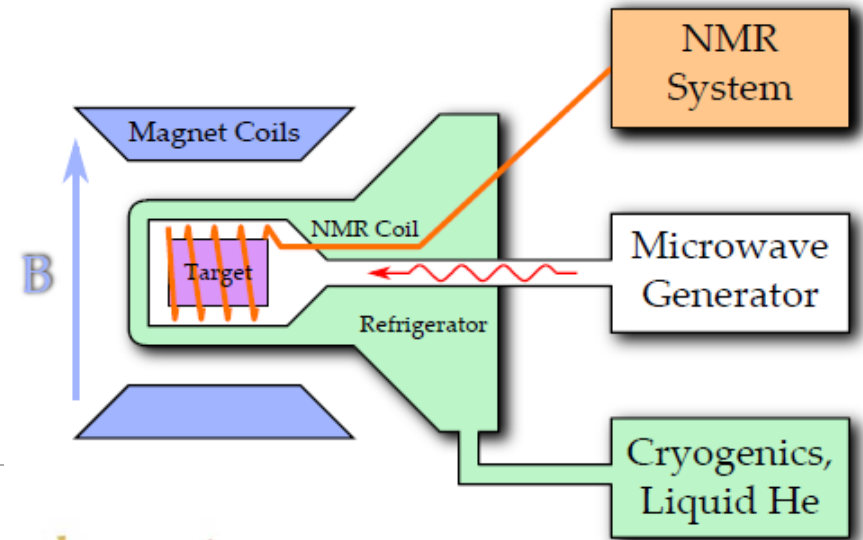 NMR
System
Magnet Coils
NMR Coil
B
Target
Microwave
Generator
Refrigerator
Cryogenics,
Liquid He